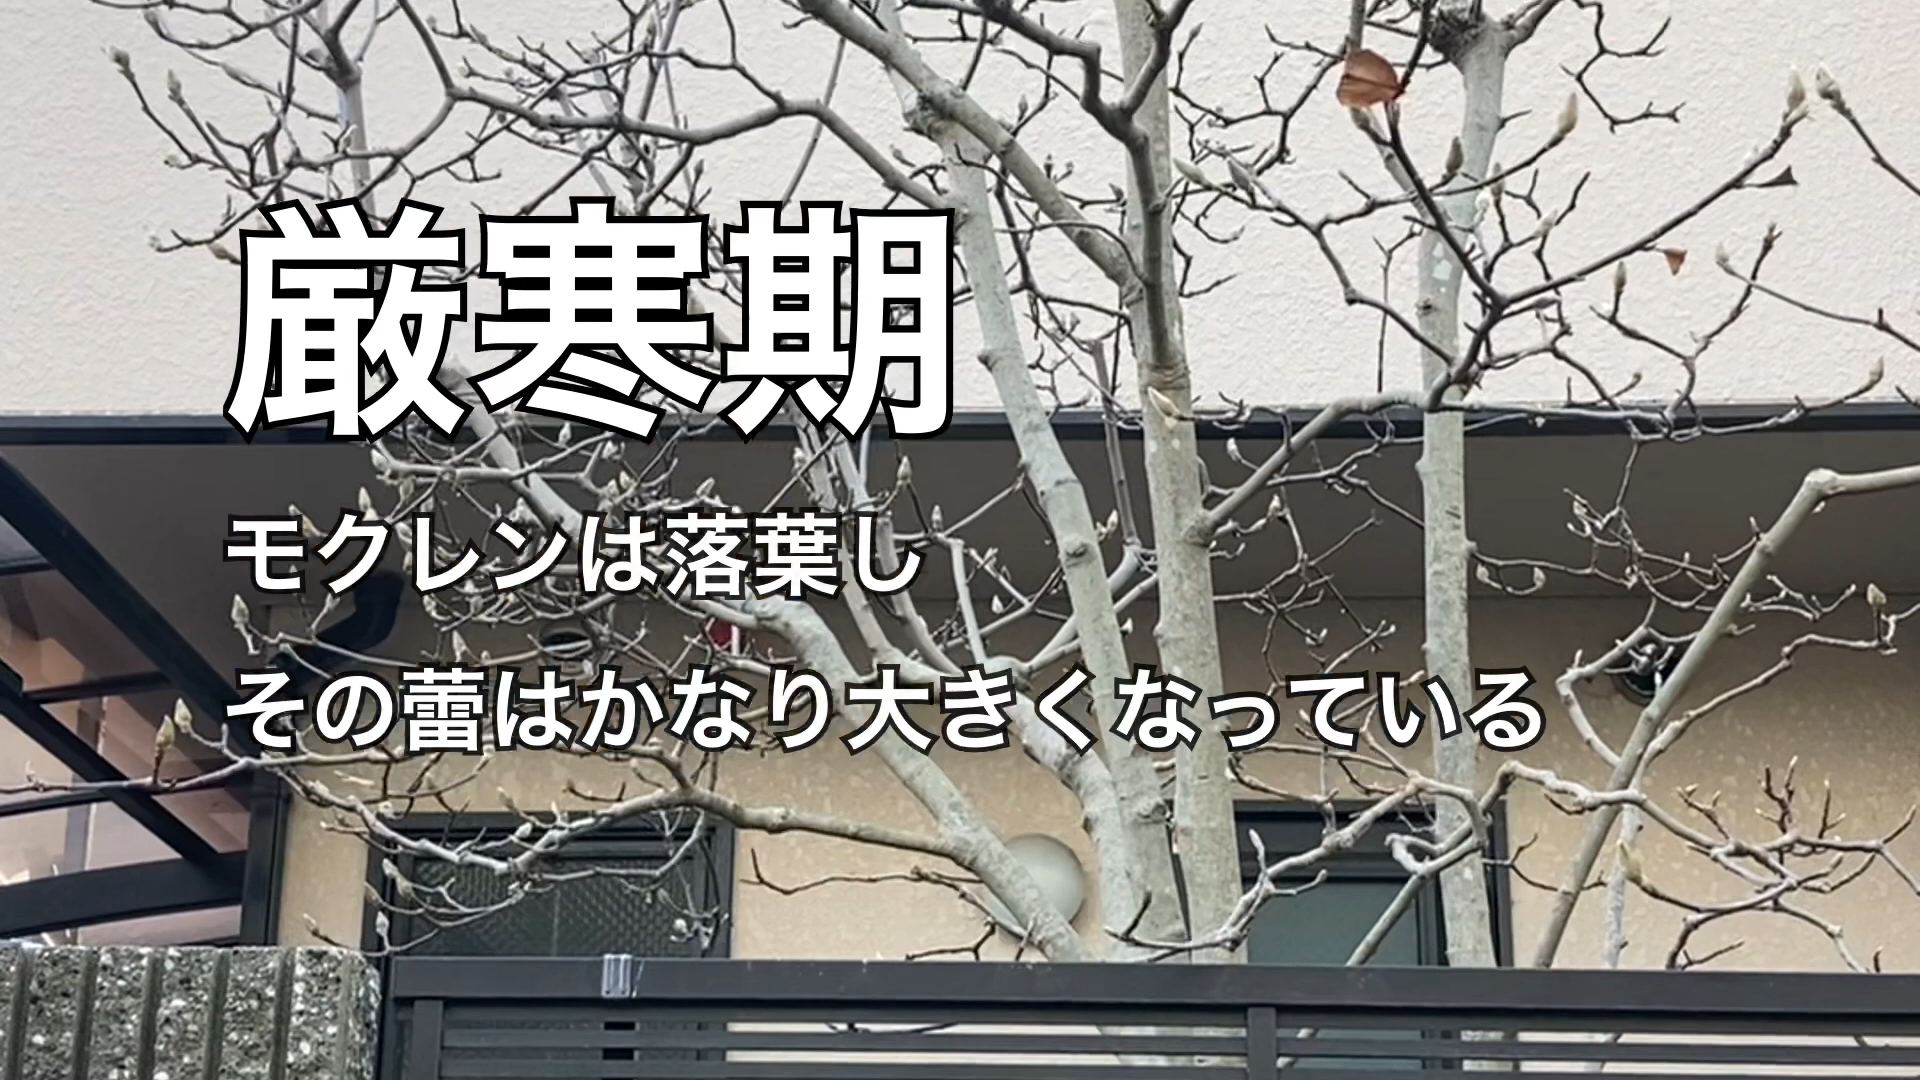 厳寒期
モクレンは落葉し
その蕾はかなり大きくなっている